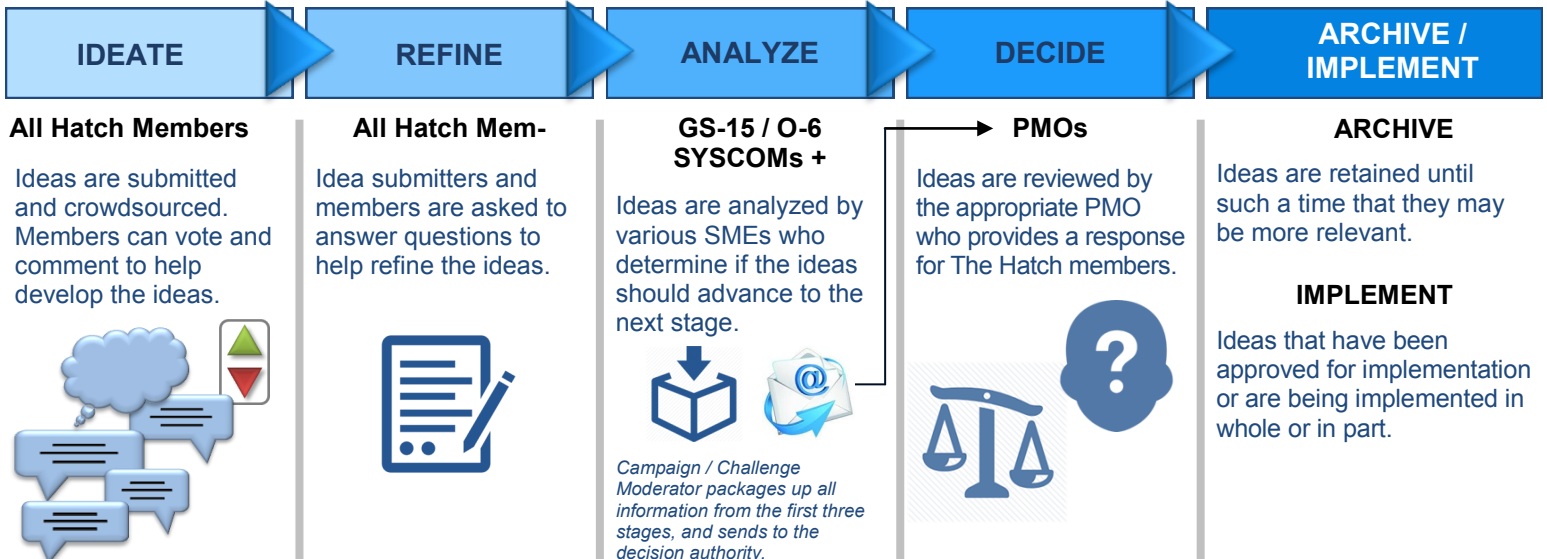 IDEATE
REFINE
ANALYZE
DECIDE
ARCHIVE /
IMPLEMENT
All Hatch Members
Ideas are submitted
and crowdsourced.
Members can vote and
comment to help
develop the ideas.
All Hatch Mem-
Idea submitters and
members are asked to
answer questions to
help refine the ideas.
GS-15 / O-6
SYSCOMs +
Ideas are analyzed by
various SMEs who
determine if the ideas
should advance to the
next stage.
@
Campaign / Challenge
Moderator packages up all
information from the first three
stages, and sends to the
decision authority.
PMOs
Ideas are reviewed by
the appropriate PMO
who provides a response
for The Hatch members.
?
ARCHIVE
Ideas are retained until
such a time that they may
be more relevant.
IMPLEMENT
Ideas that have been
approved for implementation
or are being implemented in
whole or in part.